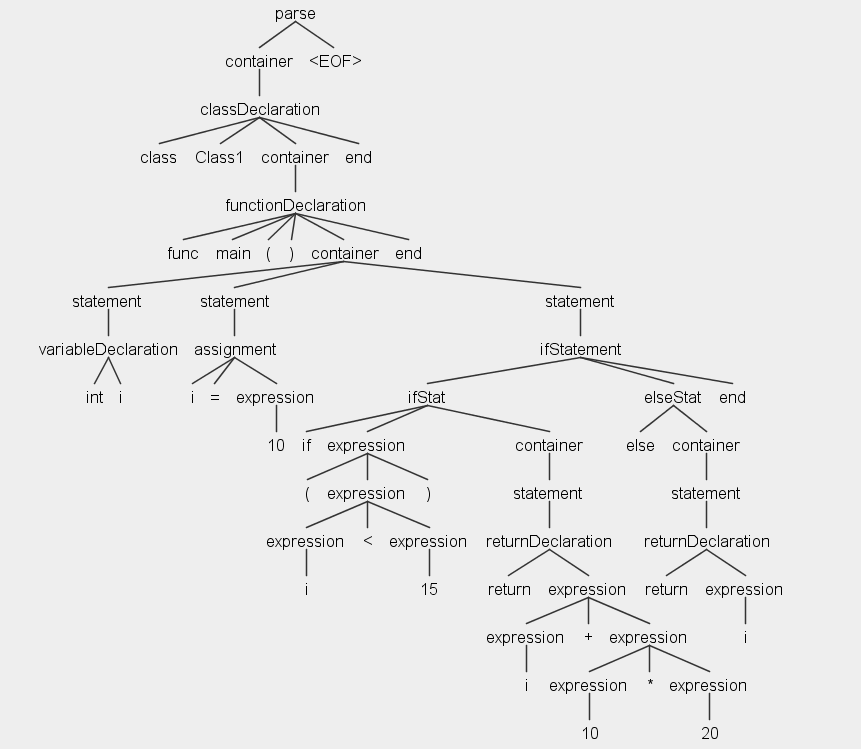 parse
container <EOF>
classDeclaration
class Class1 container end
functionDeclaration
func main ( ) container end
statement statement statement
variableDeclaration assignment ifStatement
int i i = expression ifStat elseStat end
10 if expression container else container
( expression ) statement statement
expression < expression returnDeclaration returnDeclaration
i 15 return expression return expression
expression + expression i
i expression * expression
10 20